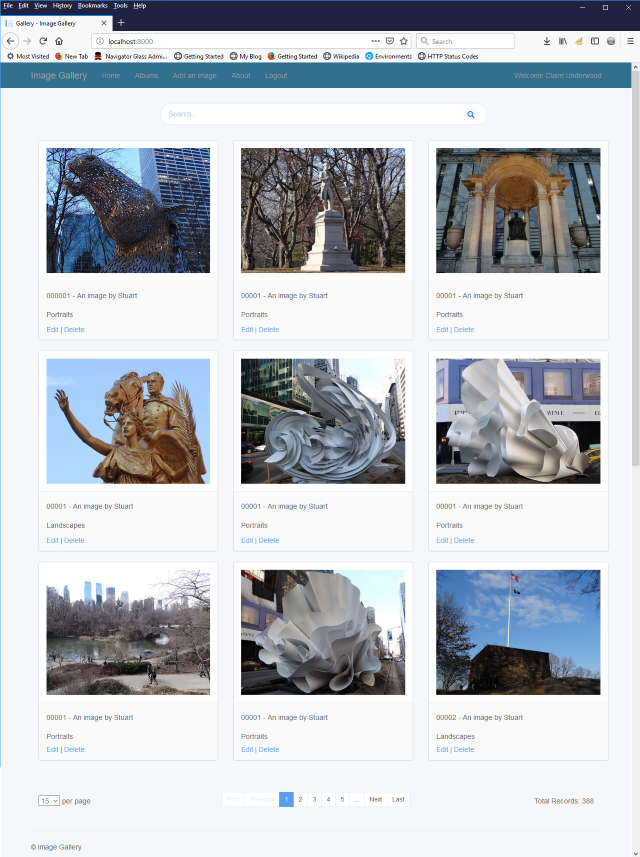 File Edit View History Bookmarks Tools Help
Gallery - Image Gallery
localhost:8000
Search
Most Visited New Tab Navigator Glass Admi... Getting Started My Blog Getting Started Wikipedia Environments HTTP Status Codes
Image Gallery Home Albums Add an image About Logout Welcome Claire Underwood
Search...
000001 - An image by Stuart 000001 - An image by Stuart 000001 - An image by Stuart
Portraits Portraits Portraits
Edit | Delete Edit | Delete Edit | Delete
00001 - An image by Stuart 00001 - An image by Stuart 00001 - An image by Stuart
Landscapes Portraits Portraits
Edit | Delete Edit | Delete Edit | Delete
00001 - An image by Stuart 00001 - An image by Stuart 00002 - An image by Stuart
Portraits Portraits Landscapes
Edit | Delete Edit | Delete Edit | Delete
15 per page First Previous 1 2 3 4 5 ... Next Last Total Records: 388
© Image Gallery